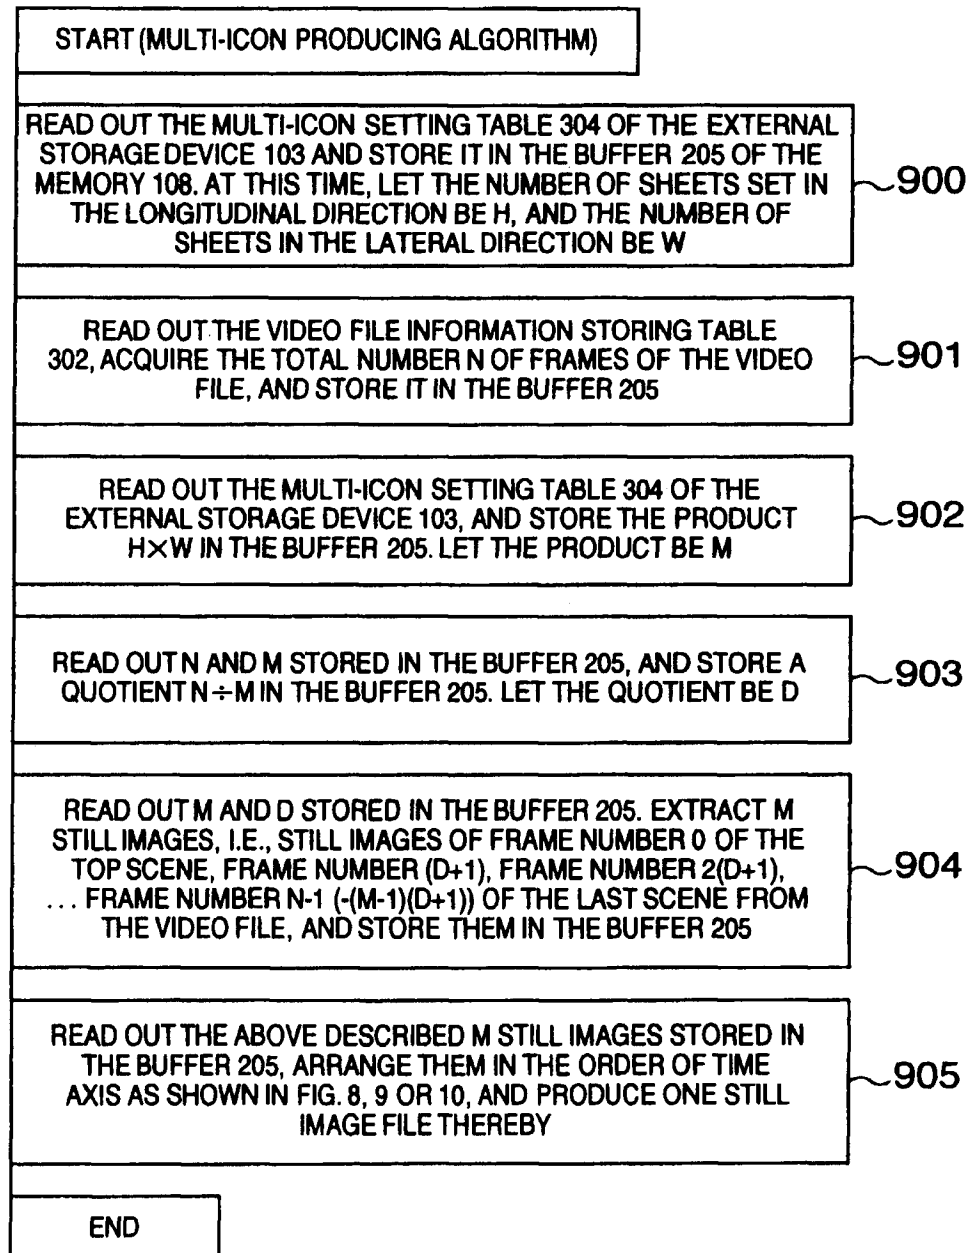 START (MULTI-ICON PRODUCING ALGORITHM)
READ OUT THE MULTI-ICON SETTING TABLE 304 OF THE EXTERNAL
STORAGE DEVICE 103 AND STORE IT IN THE BUFFER 205 OF THE
MEMORY 108. AT THIS TIME, LET THE NUMBER OF SHEETS SET IN
THE LONGITUDINAL DIRECTION BE H, AND THE NUMBER OF
SHEETS IN THE LATERAL DIRECTION BE W
900
READ OUT THE VIDEO FILE INFORMATION STORING TABLE
302, ACQUIRE THE TOTAL NUMBER N OF FRAMES OF THE VIDEO
FILE, AND STORE IT IN THE BUFFER 205
901
READ OUT THE MULTI-ICON SETTING TABLE 304 OF THE
EXTERNAL STORAGE DEVICE 103, AND STORE THE PRODUCT
H×W IN THE BUFFER 205. LET THE PRODUCT BE M
902
READ OUT N AND M STORED IN THE BUFFER 205, AND STORE A
QUOTIENT N÷M IN THE BUFFER 205. LET THE QUOTIENT BE D
903
READ OUT M AND D STORED IN THE BUFFER 205. EXTRACT M
STILL IMAGES, I.E., STILL IMAGES OF FRAME NUMBER 0 OF THE
TOP SCENE, FRAME NUMBER (D+1), FRAME NUMBER 2(D+1),
... FRAME NUMBER N-1 (-(M-1)(D+1)) OF THE LAST SCENE FROM
THE VIDEO FILE, AND STORE THEM IN THE BUFFER 205
904
READ OUT THE ABOVE DESCRIBED M STILL IMAGES STORED IN
THE BUFFER 205, ARRANGE THEM IN THE ORDER OF TIME
AXIS AS SHOWN IN FIG. 8, 9 OR 10, AND PRODUCE ONE STILL
IMAGE FILE THEREBY
905
END